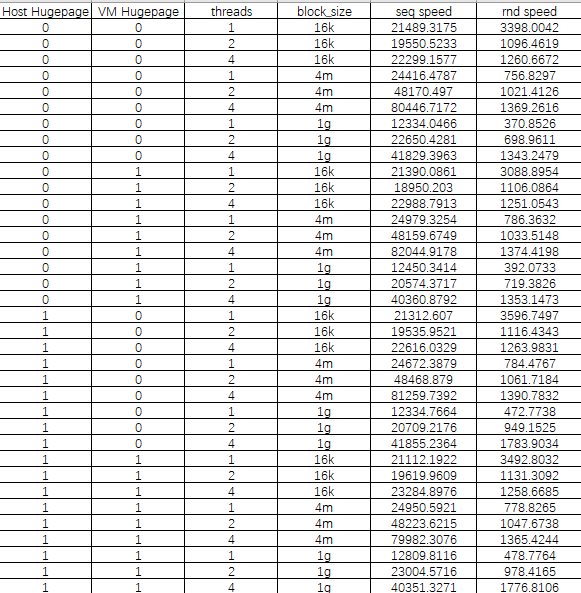 Host Hugepage VM Hugepage threads block_size seq speed rnd speed
0 0 1 16k 21489.3175 3398.0042
0 0 2 16k 19550.5233 1096.4619
0 0 4 16k 22299.1577 1260.6672
0 0 1 4m 24416.4787 756.8297
0 0 2 4m 48170.497 1021.4126
0 0 4 4m 80446.7172 1369.2616
0 0 1 1g 12334.0466 370.8526
0 0 2 1g 22650.4281 698.9611
0 0 4 1g 41829.3963 1343.2479
0 1 1 16k 21390.0861 3088.8954
0 1 2 16k 18950.203 1106.0864
0 1 4 16k 22988.7913 1251.0543
0 1 1 4m 24979.3254 786.3632
0 1 2 4m 48159.6749 1033.5148
0 1 4 4m 82044.9178 1374.4198
0 1 1 1g 12450.3414 392.0733
0 1 2 1g 20574.3717 719.3826
0 1 4 1g 40360.8792 1353.1473
1 0 1 16k 21312.607 3596.7497
1 0 2 16k 19535.9521 1116.4343
1 0 4 16k 22616.0329 1263.9831
1 0 1 4m 24672.3879 784.4767
1 0 2 4m 48468.879 1061.7184
1 0 4 4m 81259.7392 1390.7832
1 0 1 1g 12334.7664 472.7738
1 0 2 1g 20709.2176 949.1525
1 0 4 1g 41855.2364 1783.9034
1 1 1 16k 21112.1922 3492.8032
1 1 2 16k 19619.9609 1131.3092
1 1 4 16k 23284.8976 1258.6685
1 1 1 4m 24950.5921 778.8265
1 1 2 4m 48223.6215 1047.6738
1 1 4 4m 79982.3076 1365.4244
1 1 1 1g 12809.8116 478.7764
1 1 2 1g 23004.5716 978.4165
1 1 4 1g 40351.3271 1776.8106